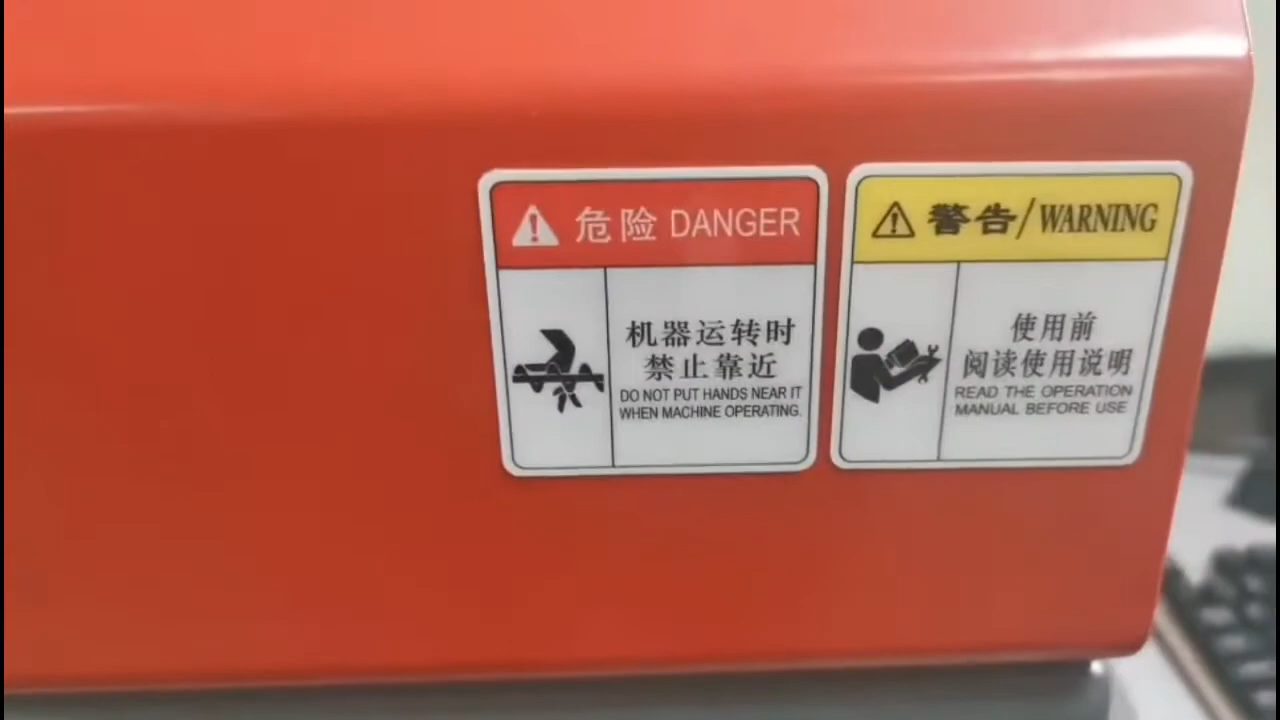 危险 DANGER
机器运转时
禁止靠近
DO NOT PUT HANDS NEAR IT
WHEN MACHINE OPERATING.
警告/WARNING
使用前
阅读使用说明
READ THE OPERATION
MANUAL BEFORE USE